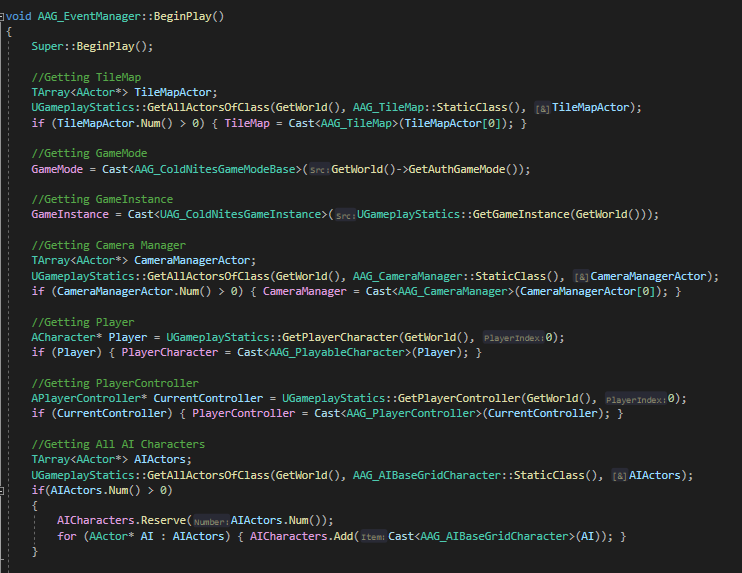 void AAG_EventManager::BeginPlay()
{
Super::BeginPlay();
//Getting TileMap
TArray<AActor*> TileMapActor;
UGameplayStatics::GetAllActorsOfClass(GetWorld(), AAG_TileMap::StaticClass(), [&]TileMapActor);
if (TileMapActor.Num() > 0) { TileMap = Cast<AAG_TileMap>(TileMapActor[0]); }
//Getting GameMode
GameMode = Cast<AAG_ColdNitesGameModeBase>(Src:GetWorld()->GetAuthGameMode());
//Getting GameInstance
GameInstance = Cast<UAG_ColdNitesGameInstance>(Src:UGameplayStatics::GetGameInstance(GetWorld()));
//Getting Camera Manager
TArray<AActor*> CameraManagerActor;
UGameplayStatics::GetAllActorsOfClass(GetWorld(), AAG_CameraManager::StaticClass(), [&]CameraManagerActor);
if (CameraManagerActor.Num() > 0) { CameraManager = Cast<AAG_CameraManager>(CameraManagerActor[0]); }
//Getting Player
ACharacter* Player = UGameplayStatics::GetPlayerCharacter(GetWorld(), PlayerIndex:0);
if (Player) { PlayerCharacter = Cast<AAG_PlayableCharacter>(Player); }
//Getting PlayerController
APlayerController* CurrentController = UGameplayStatics::GetPlayerController(GetWorld(), PlayerIndex:0);
if (CurrentController) { PlayerController = Cast<AAG_PlayerController>(CurrentController); }
//Getting All AI Characters
TArray<AActor*> AIActors;
UGameplayStatics::GetAllActorsOfClass(GetWorld(), AAG_AIBaseGridCharacter::StaticClass(), [&]AIActors);
if(AIActors.Num() > 0)
{
AICharacters.Reserve(Number:AIActors.Num());
for (AActor* AI : AIActors) { AICharacters.Add(Item:Cast<AAG_AIBaseGridCharacter>(AI)); }
}